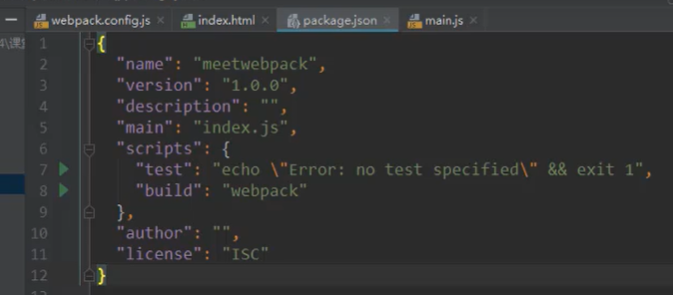 webpack.config.js × index.html × package.json × main.js ×
1 {
2 "name": "meetwebpack",
3 "version": "1.0.0",
4 "description": "",
5 "main": "index.js",
6 "scripts": {
7 "test": "echo \"Error: no test specified\" && exit 1",
8 "build": "webpack"
9 },
10 "author": "",
11 "license": "ISC"
12 }